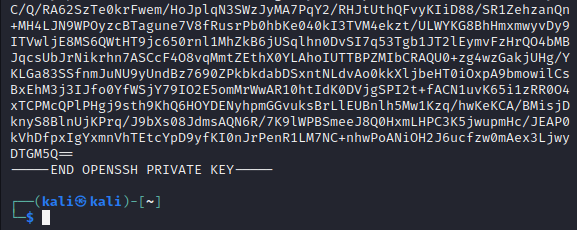 C/Q/RA62SzTe0krFwem/HoJplqN3SWzJyMA7PqY2/RHJtUthQFvyKIiD88/SR1ZehzanQn
+MH4LJN9WPOyzcBTagune7V8fRusrPb0hbKe040kI3TVM4ekzt/ULWYKG8BhHmxmwyvDy9
ITVwljE8MS6QWtHT9jc650rnl1MhZkB6jUSqlhn0DvSI7q53Tgb1JT2lEymvFzHrQO4bMB
JqcsUbJrNikrhn7ASCcF4O8vqMmtZEthX0YLAhoIUTTBPZMIbCRAQU0+zg4wzGakjUHg/Y
KLGa83SSfnmJuNU9yUndBz7690ZPkbkdabDSxntNLdvAo0kkXljbeHT0iOxpA9bmowilCs
BxEhM3j3IJfo0YfWSjY79IO2E5omMrWwAR10htIdK0DVjgSPI2t+fACN1uvK65i1zRR0O4
xTCPMcQPlPHgj9sth9KhQ6HOYDENyhpmGGvuksBrLlEUBnlh5Mw1Kzq/hwKeKCA/BMisjD
knyS8BlnUjKPrq/J9bXs08JdmsAQN6R/7K9lWPBSmeeJ8Q0HxmLHPC3K5jwupmHc/JEAP0
kVhDfpxIgYxmnVhTEtcYpD9yfKI0nJrPenR1LM7NC+nhwPoANiOH2J6ucfzw0mAex3Ljwy
DTGM5Q==
-----END OPENSSH PRIVATE KEY-----
┌──(kali㉿kali)-[~]
└─$